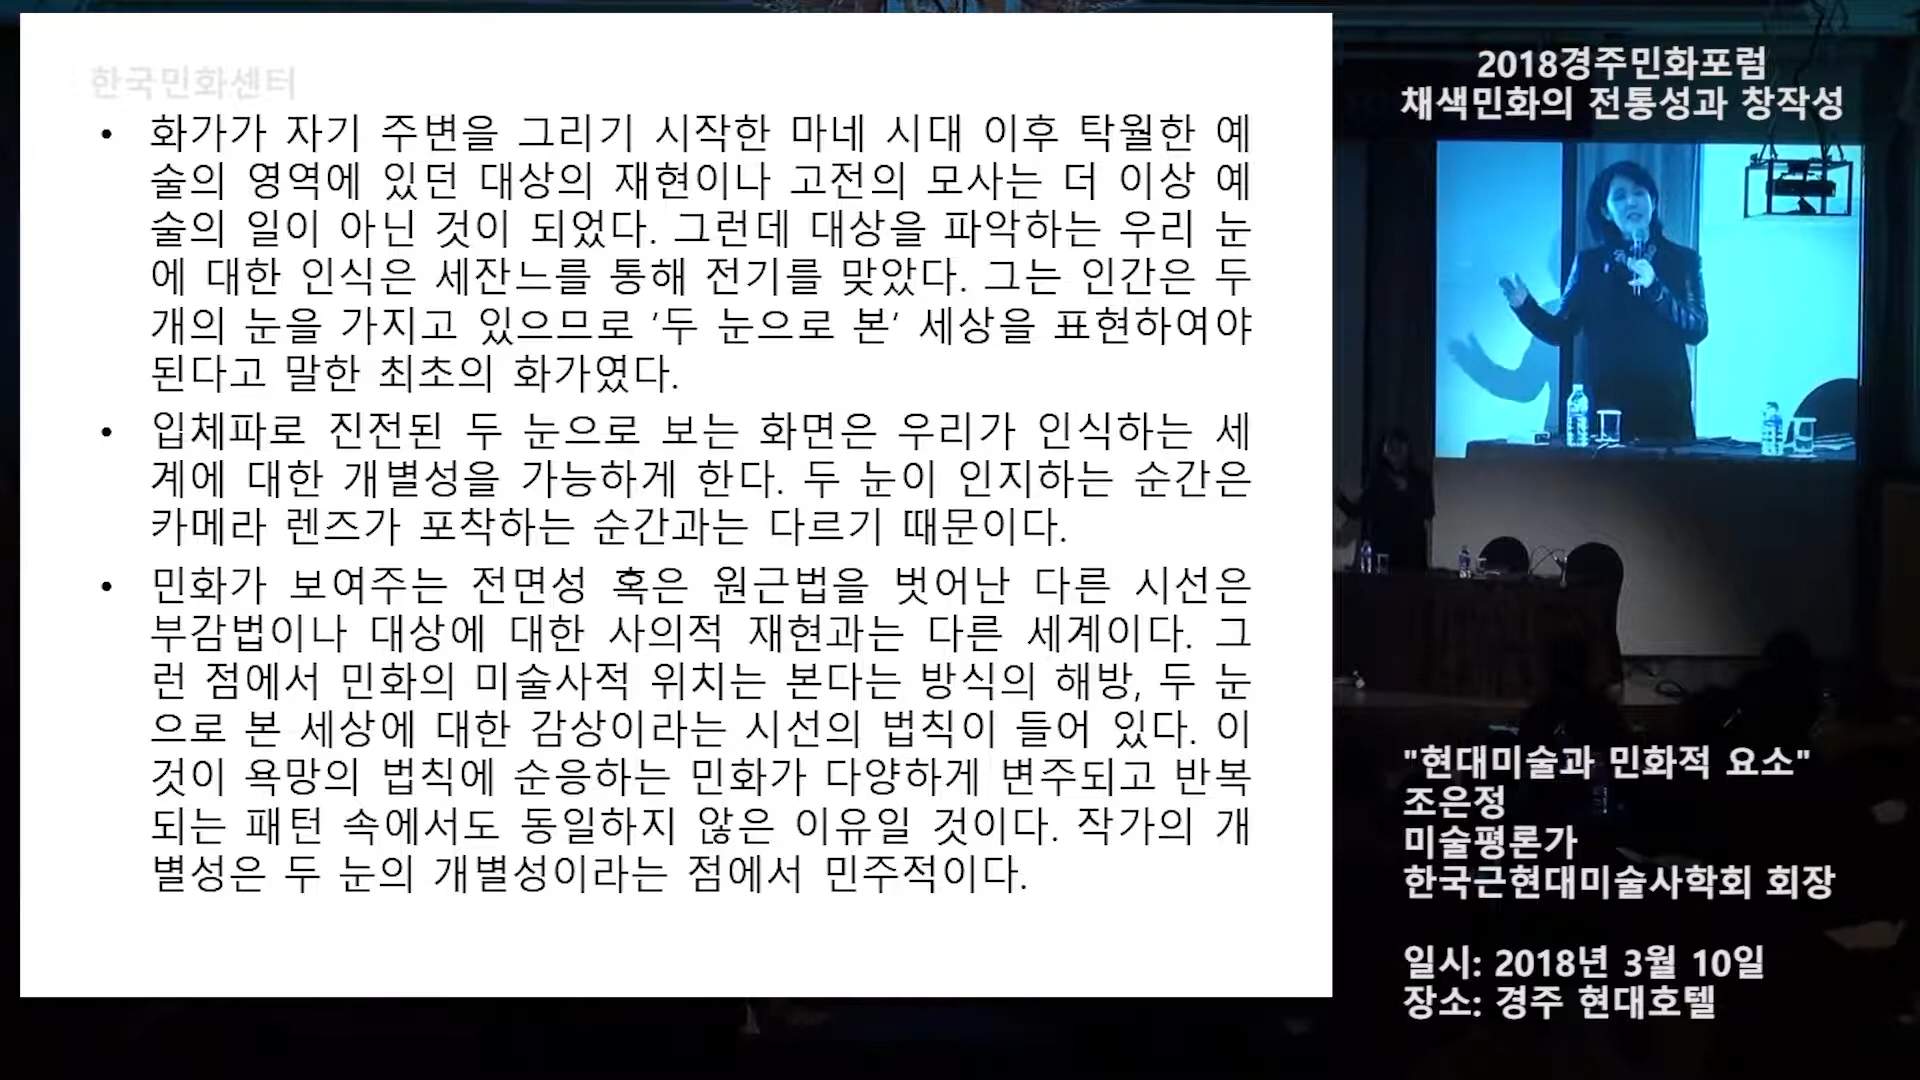 한국민화센터
• 화가가 자기 주변을 그리기 시작한 마네 시대 이후 탁월한 예
술의 영역에 있던 대상의 재현이나 고전의 모사는 더 이상 예
술의 일이 아닌 것이 되었다. 그런데 대상을 파악하는 우리 눈
에 대한 인식은 세잔느를 통해 전기를 맞았다. 그는 인간은 두
개의 눈을 가지고 있으므로 ‘두 눈으로 본’ 세상을 표현하여야
된다고 말한 최초의 화가였다.
• 입체파로 진전된 두 눈으로 보는 화면은 우리가 인식하는 세
계에 대한 개별성을 가능하게 한다. 두 눈이 인지하는 순간은
카메라 렌즈가 포착하는 순간과는 다르기 때문이다.
• 민화가 보여주는 전면성 혹은 원근법을 벗어난 다른 시선은
부감법이나 대상에 대한 사의적 재현과는 다른 세계이다. 그
런 점에서 민화의 미술사적 위치는 본다는 방식의 해방, 두 눈
으로 본 세상에 대한 감상이라는 시선의 법칙이 들어 있다. 이
것이 욕망의 법칙에 순응하는 민화가 다양하게 변주되고 반복
되는 패턴 속에서도 동일하지 않은 이유일 것이다. 작가의 개
별성은 두 눈의 개별성이라는 점에서 민주적이다.
2018경주민화포럼
채색민화의 전통성과 창작성
"현대미술과 민화적 요소"
조은정
미술평론가
한국근현대미술사학회 회장
일시: 2018년 3월 10일
장소: 경주 현대호텔